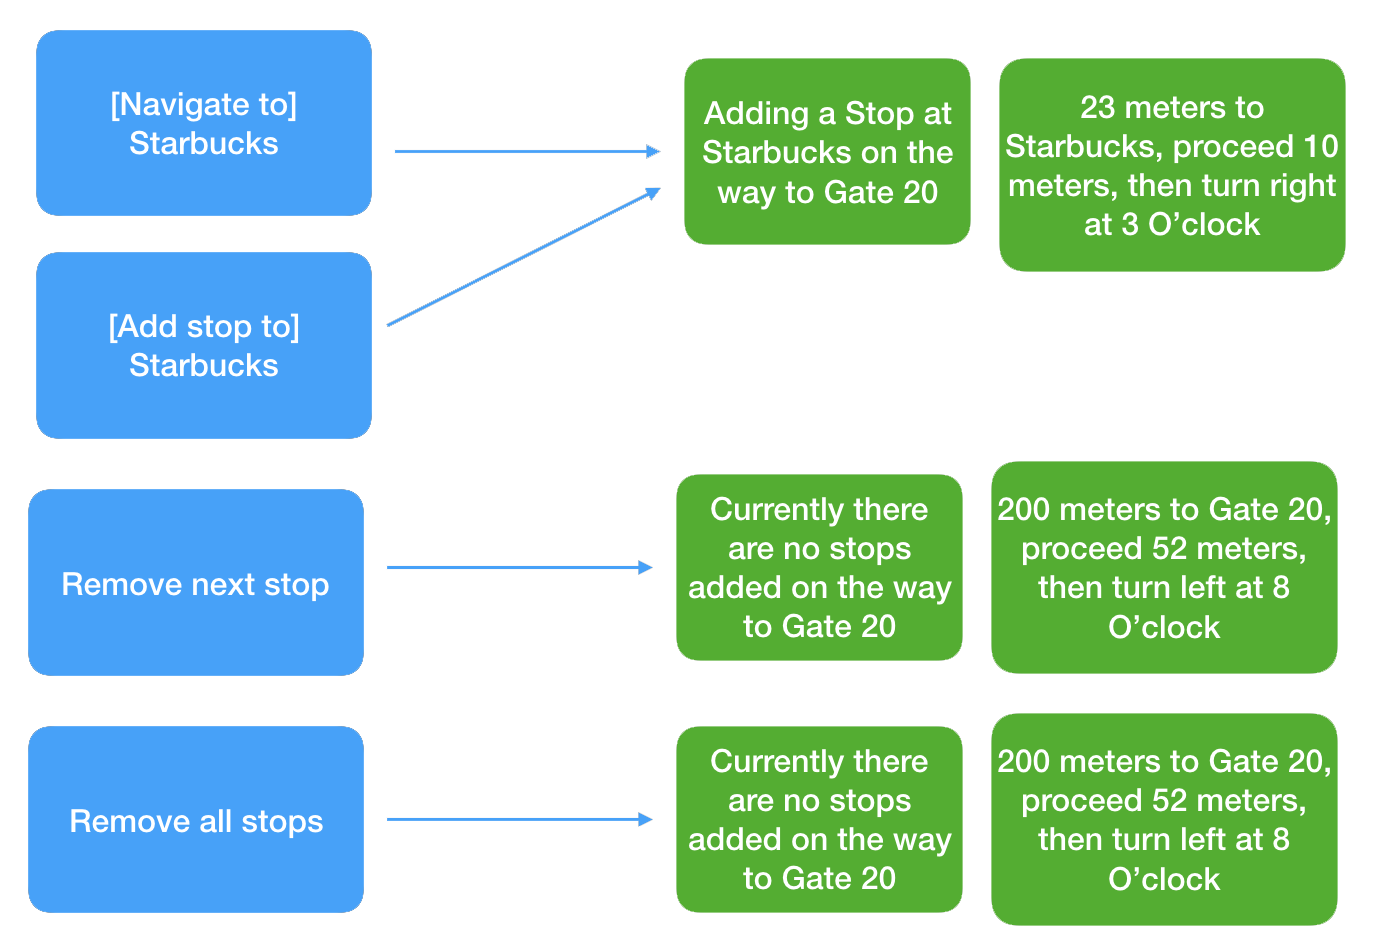 [Navigate to]
Starbucks
Adding a Stop at
Starbucks on the
way to Gate 20
23 meters to
Starbucks, proceed 10
meters, then turn right
at 3 O’clock
[Add stop to]
Starbucks
Remove next stop
Currently there
are no stops
added on the way
to Gate 20
200 meters to Gate 20,
proceed 52 meters,
then turn left at 8
O’clock
Remove all stops
Currently there
are no stops
added on the way
to Gate 20
200 meters to Gate 20,
proceed 52 meters,
then turn left at 8
O’clock